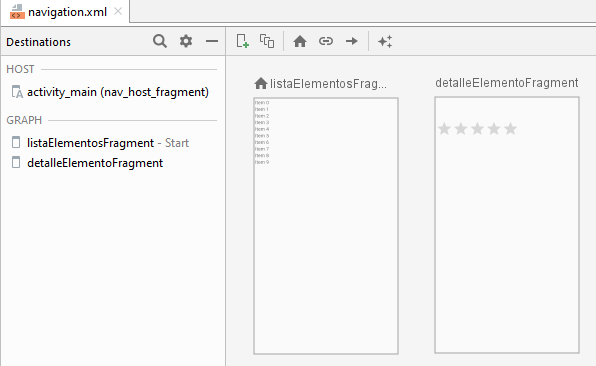 navigation.xml
Destinations
HOST
activity_main (nav_host_fragment)
GRAPH
listaElementosFragment - Start
detalleElementoFragment
listaElementosFrag...
Item 0
Item 1
Item 2
Item 3
Item 4
Item 5
Item 6
Item 7
Item 8
Item 9
detalleElementoFragment